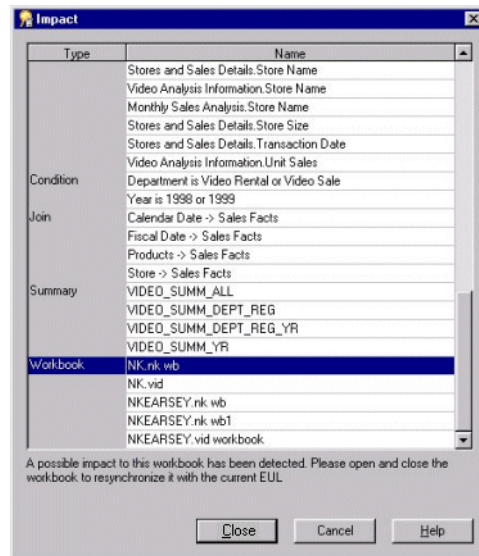 Impact
Type Name
Stores and Sales Details.Store Name
Video Analysis Information.Store Name
Monthly Sales Analysis.Store Name
Stores and Sales Details.Store Size
Stores and Sales Details.Transaction Date
Video Analysis Information.Unit Sales
Condition Department is Video Rental or Video Sale
Year is 1998 or 1999
Join Calendar Date -> Sales Facts
Fiscal Date -> Sales Facts
Products -> Sales Facts
Store -> Sales Facts
Summary VIDEO_SUMM_ALL
VIDEO_SUMM_DEPT_REG
VIDEO_SUMM_DEPT_REG_YR
VIDEO_SUMM_YR
Workbook NK.nk wb
NK.vid
NKEARSEY.nk wb
NKEARSEY.nk wb1
NKEARSEY.vid workbook
A possible impact to this workbook has been detected. Please open and close the
workbook to resynchronize it with the current EUL
Close Cancel Help